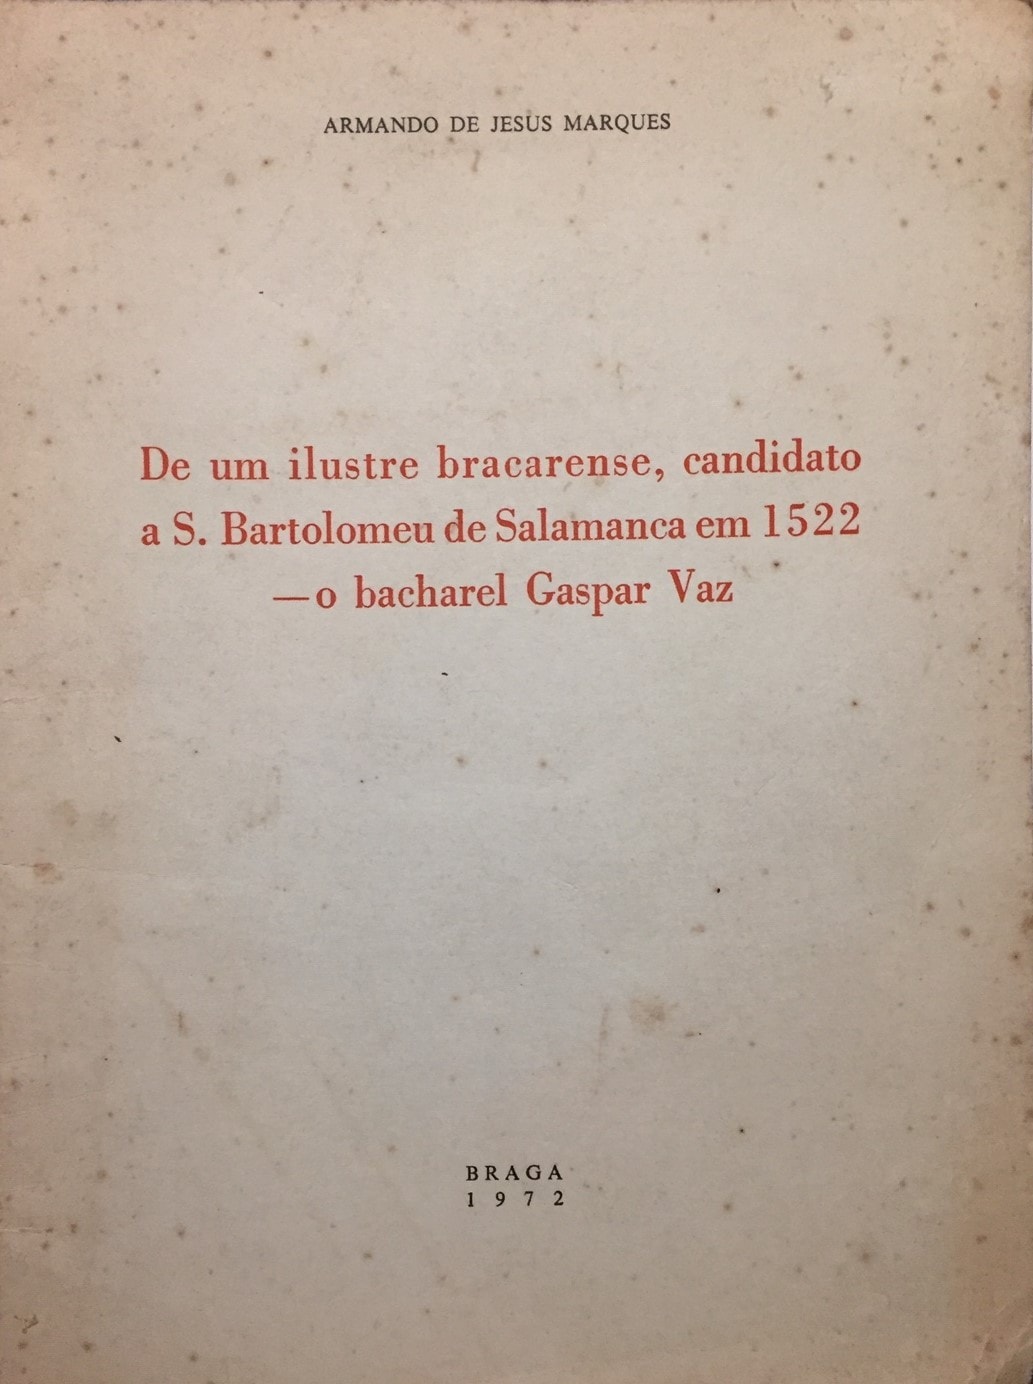 ARMANDO DE JESUS MARQUES
De um ilustre bracarense, candidato
a S. Bartolomeu de Salamanca em 1522
— o bacharel Gaspar Vaz
BRAGA
1972